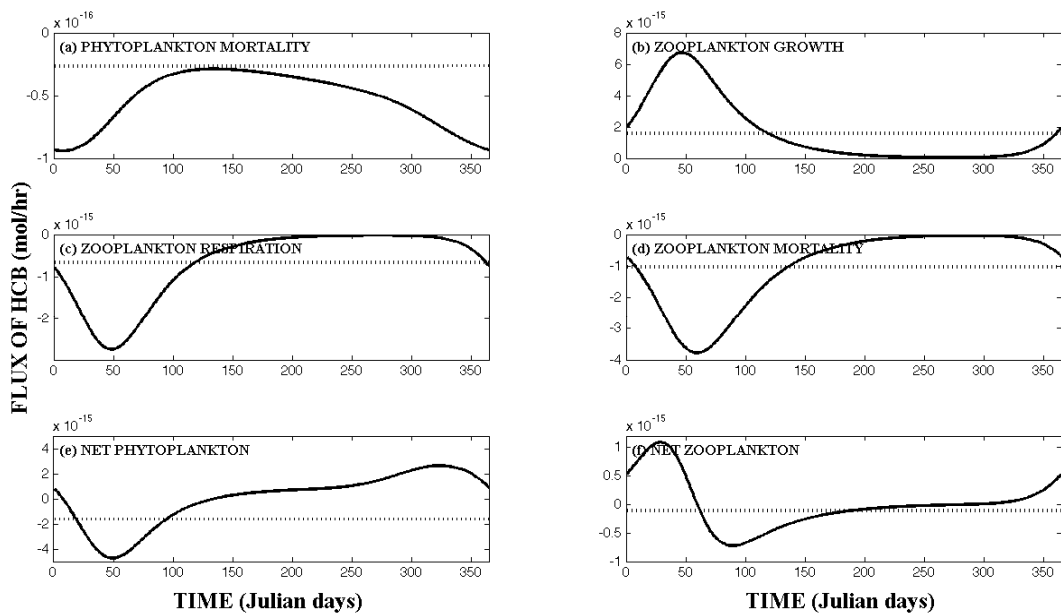 x 10^-16
(a) PHYTOPLANKTON MORTALITY
0
-0.5
-1
0 50 100 150 200 250 300 350
x 10^-15
(b) ZOOPLANKTON GROWTH
8
6
4
2
0
0 50 100 150 200 250 300 350
FLUX OF HCB (mol/hr)
x 10^-15
(c) ZOOPLANKTON RESPIRATION
0
-1
-2
0 50 100 150 200 250 300 350
x 10^-15
(d) ZOOPLANKTON MORTALITY
0
-1
-2
-3
-4
0 50 100 150 200 250 300 350
x 10^-15
(e) NET PHYTOPLANKTON
4
2
0
-2
-4
0 50 100 150 200 250 300 350
TIME (Julian days)
x 10^-15
(f) NET ZOOPLANKTON
1
0.5
0
-0.5
-1
0 50 100 150 200 250 300 350
TIME (Julian days)